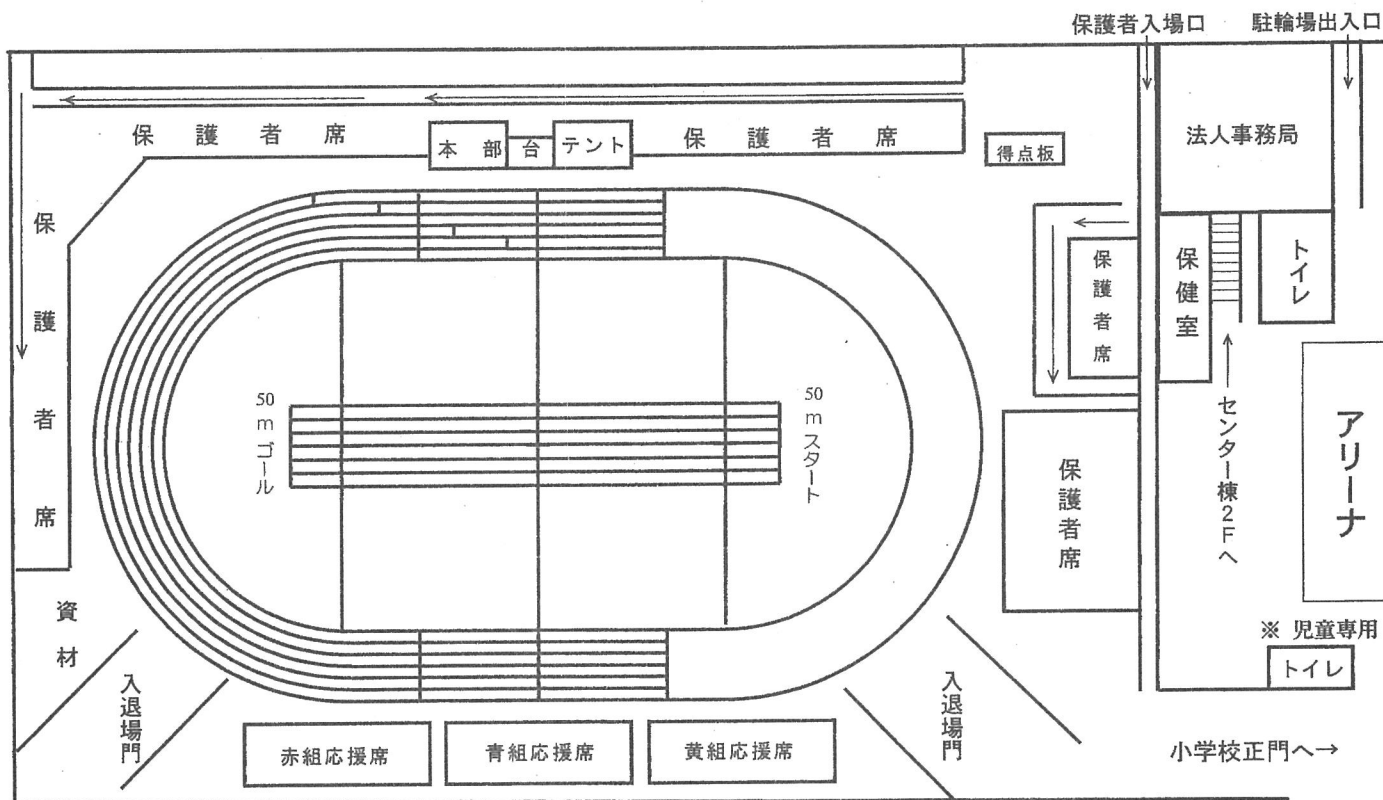 保護者入場口
駐輪場出入口
保護者席
本部
台
テント
保護者席
得点板
法人事務局
保護者席
保護者席
保健室
トイレ
50mゴール
50mスタート
センター棟2Fへ
アリーナ
保護者席
資材
※ 児童専用
トイレ
入退場門
入退場門
赤組応援席
青組応援席
黄組応援席
小学校正門へ→